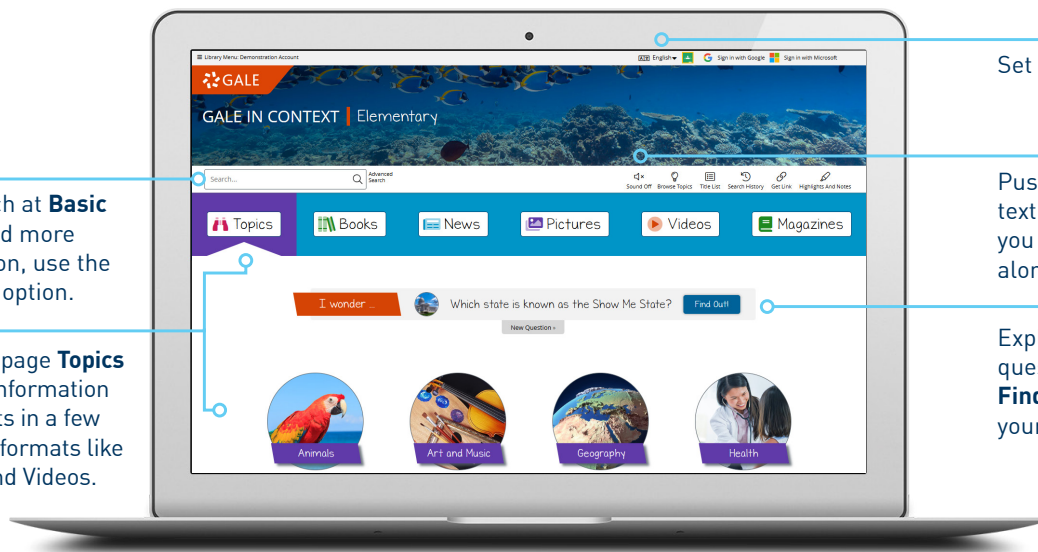 Library Menu: Demonstration Account
English
Sign in with Google
Sign in with Microsoft
GALE
GALE IN CONTEXT | Elementary
Search...
Advanced Search
Sound Off
Browse Topics
Title List
Search History
Get Link
Highlights And Notes
Topics
Books
News
Pictures
Videos
Magazines
I wonder ...
Which state is known as the Show Me State?
Find Out!
New Question »
Animals
Art and Music
Geography
Health
ch at Basic
d more
on, use the
option.
page Topics
nformation
ts in a few
formats like
nd Videos.
Set
Pus
text
you
alon
Exp
que
Find
your